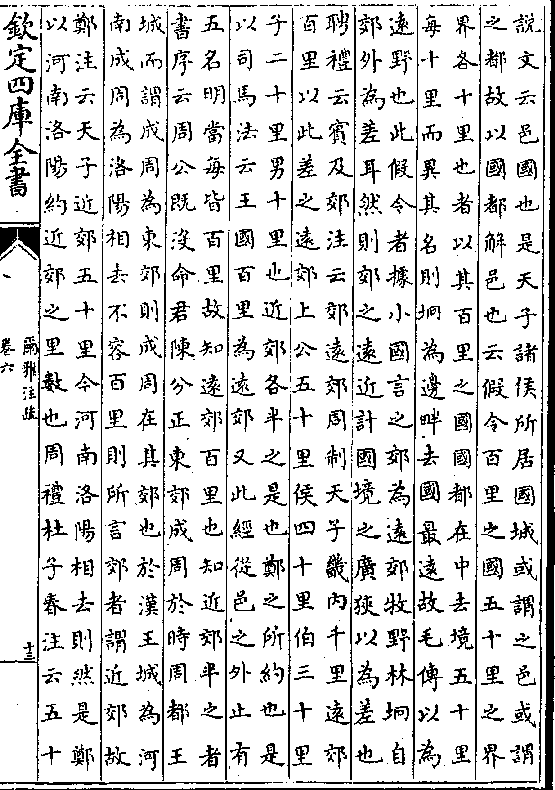 説文云邑國也是天子諸侯所居國城或謂之邑或謂
之都故以國都解邑也云假令百里之國五十里之界
界各十里也者以其百里之國國都在中去境五十里
每十里而異其名則坰為邊畔去國最遠故毛傳以為
遠野也此假令者據小國言之郊為遠郊牧野林坰自
郊外為差耳然則郊之遠近計國境之廣狹以為差也
聘禮云賓及郊注云郊遠郊周制天子畿内千里遠郊
百里以此差之遠郊上公五十里侯四十里伯三十里
子二十里男十里也近郊各半之是也鄭之所約也是
以司馬法云王國百里為遠郊又此經從邑之外止有
五名明當每皆百里故知遠郊百里也知近郊半之者
書序云周公既沒命君陳分正東郊成周於時周都王
城而謂成周為東郊則成周在其郊也於漢王城為河
南成周為洛陽相去不容百里則所言郊者謂近郊故
鄭注云天子近郊五十里今河南洛陽相去則然是鄭
以河南洛陽約近郊之里數也周禮杜子春注云五十
欽定四庫全書
爾雅注疏
卷六
十三